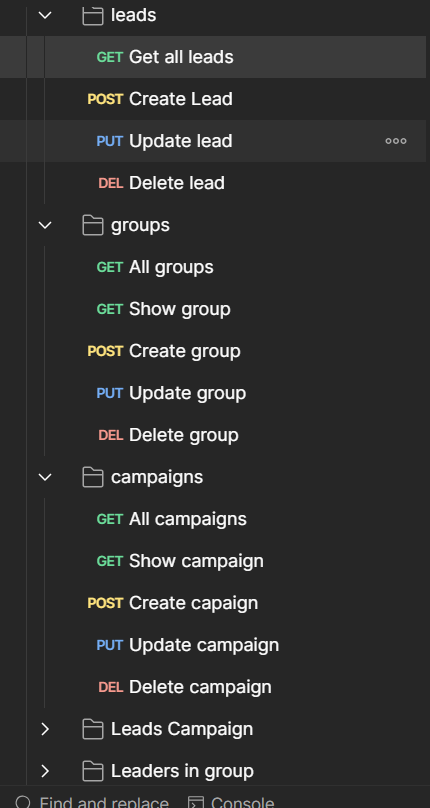 leads
GET Get all leads
POST Create Lead
PUT Update lead
DEL Delete lead
groups
GET All groups
GET Show group
POST Create group
PUT Update group
DEL Delete group
campaigns
GET All campaigns
GET Show campaign
POST Create capaign
PUT Update campaign
DEL Delete campaign
Leads Campaign
Leaders in group
Find and replace Console